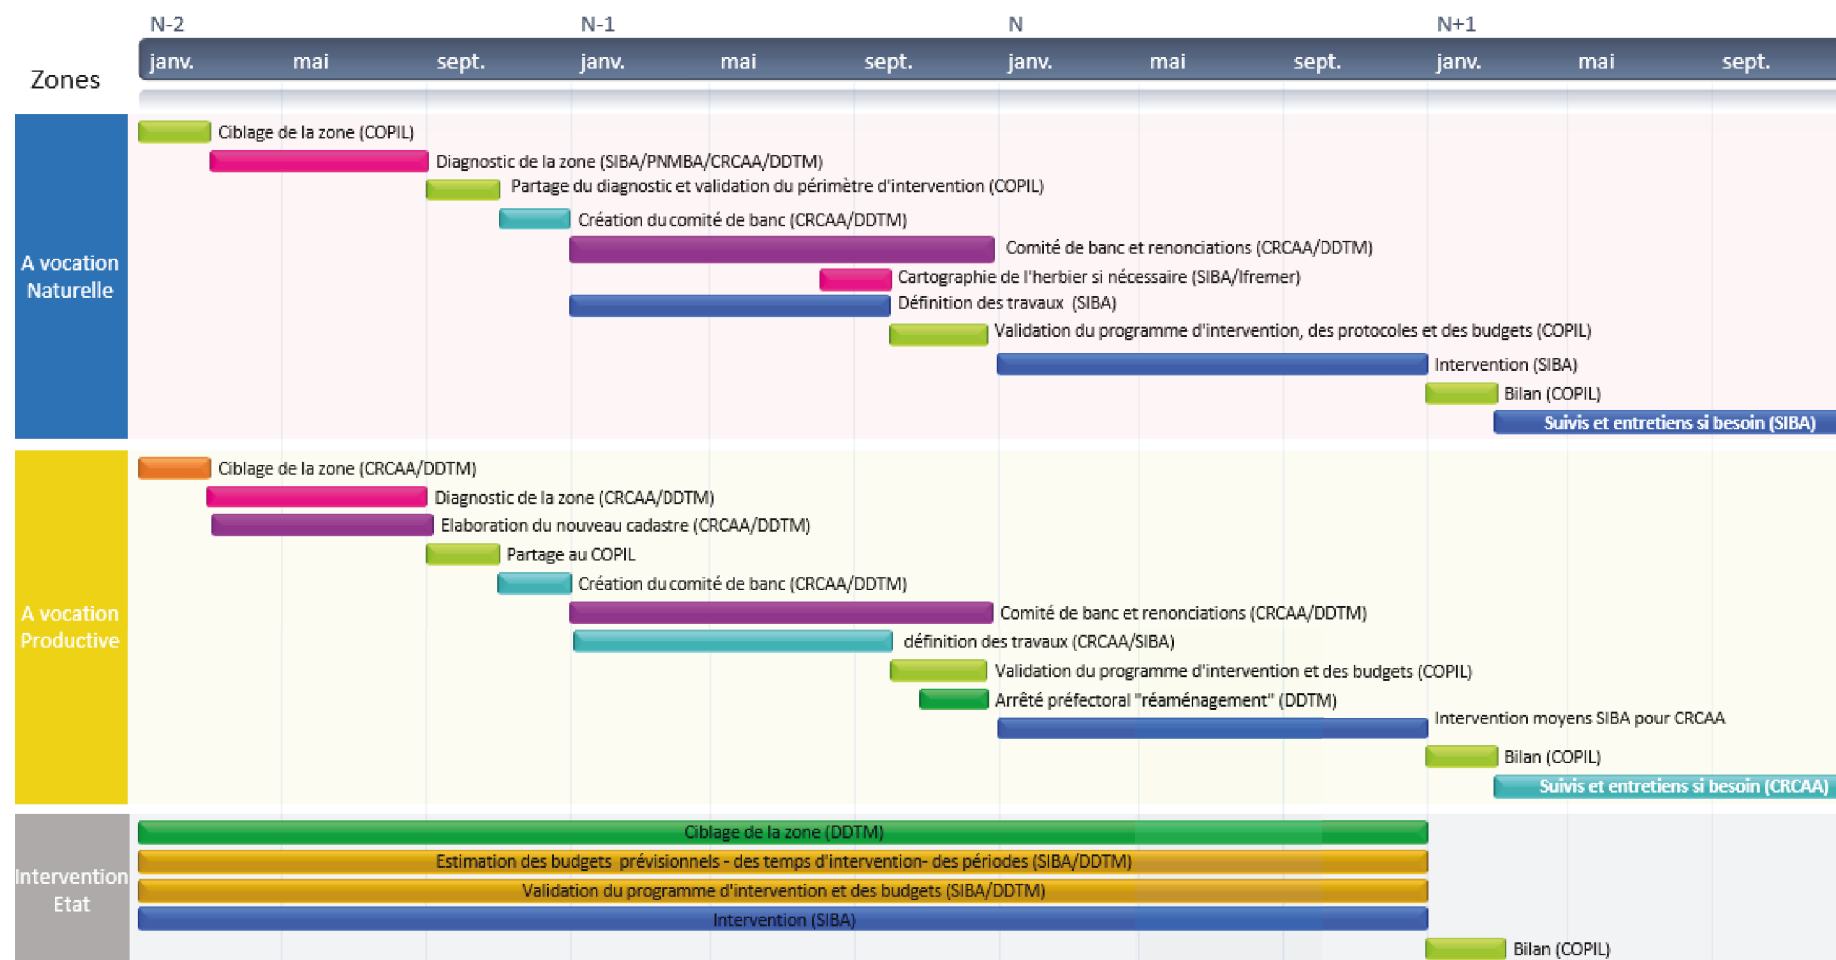 N-2 N-1 N N+1
janv. mai sept. janv. mai sept. janv. mai sept. janv. mai sept.
Zones
A vocation
Naturelle
Ciblage de la zone (COPIL)
Diagnostic de la zone (SIBA/PNMBA/CRCAA/DDTM)
Partage du diagnostic et validation du périmètre d'intervention (COPIL)
Création du comité de banc (CRCAA/DDTM)
Comité de banc et renonciations (CRCAA/DDTM)
Cartographie de l'herbier si nécessaire (SIBA/Ifremer)
Définition des travaux (SIBA)
Validation du programme d'intervention, des protocoles et des budgets (COPIL)
Intervention (SIBA)
Bilan (COPIL)
Suivis et entretiens si besoin (SIBA)
A vocation
Productive
Ciblage de la zone (CRCAA/DDTM)
Diagnostic de la zone (CRCAA/DDTM)
Elaboration du nouveau cadastre (CRCAA/DDTM)
Partage au COPIL
Création du comité de banc (CRCAA/DDTM)
Comité de banc et renonciations (CRCAA/DDTM)
définition des travaux (CRCAA/SIBA)
Validation du programme d'intervention et des budgets (COPIL)
Arrêté préfectoral "réaménagement" (DDTM)
Intervention moyens SIBA pour CRCAA
Bilan (COPIL)
Suivis et entretiens si besoin (CRCAA)
Intervention
Etat
Ciblage de la zone (DDTM)
Estimation des budgets prévisionnels - des temps d'intervention- des périodes (SIBA/DDTM)
Validation du programme d'intervention et des budgets (SIBA/DDTM)
Intervention (SIBA)
Bilan (COPIL)